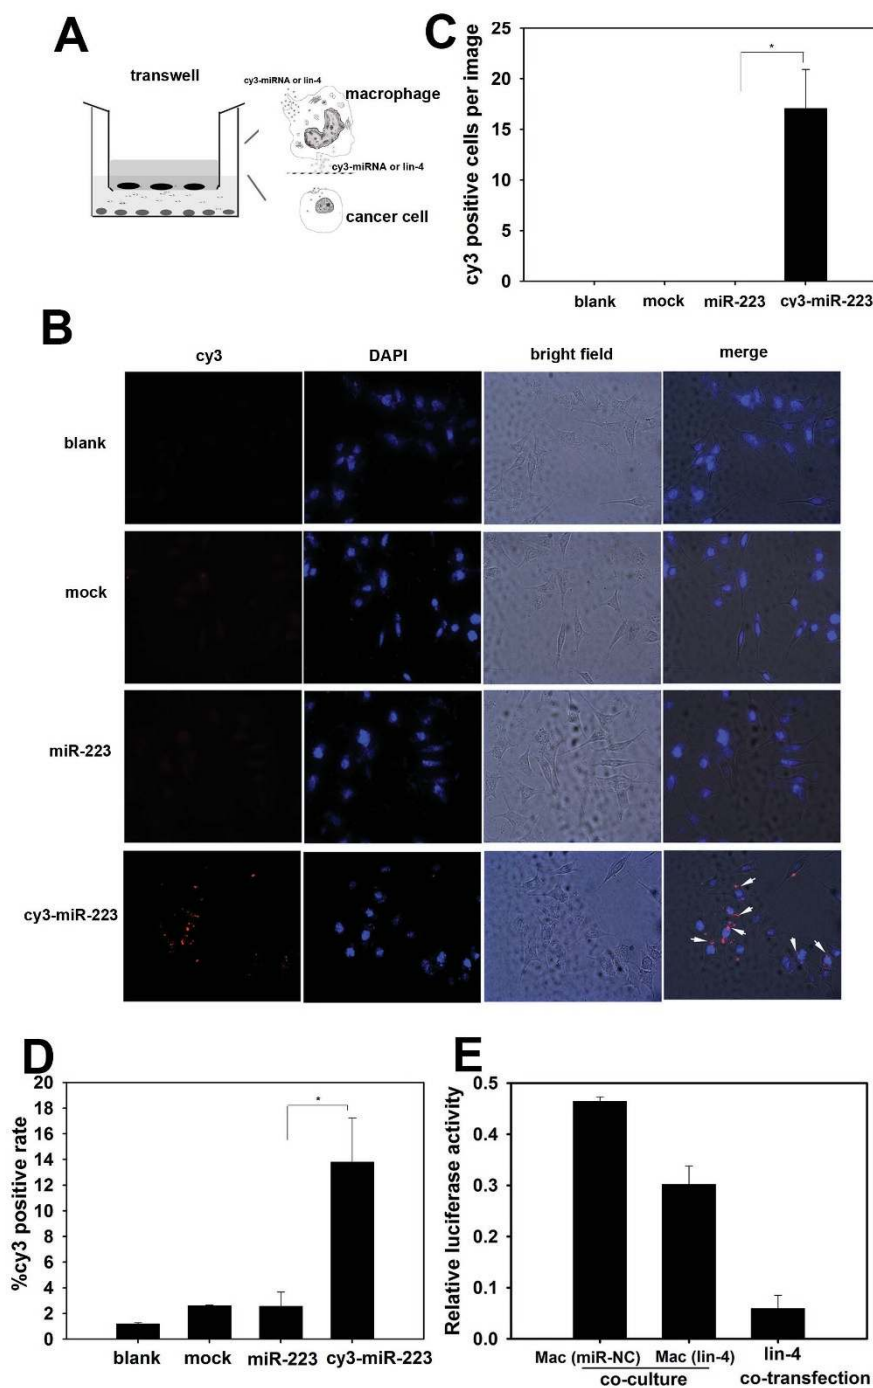 A
transwell
cy3-miRNA or lin-4
macrophage
cy3-miRNA or lin-4
cancer cell
C
cy3 positive cells per image
25
20
15
10
5
0
*
blank mock miR-223 cy3-miR-223
B
cy3 DAPI bright field merge
blank
mock
miR-223
cy3-miR-223
D
%cy3 positive rate
20
18
16
14
12
10
8
6
4
2
0
*
blank mock miR-223 cy3-miR-223
E
Relative luciferase activity
0.5
0.4
0.3
0.2
0.1
0.0
Mac (miR-NC) Mac (lin-4) lin-4
co-culture co-transfection